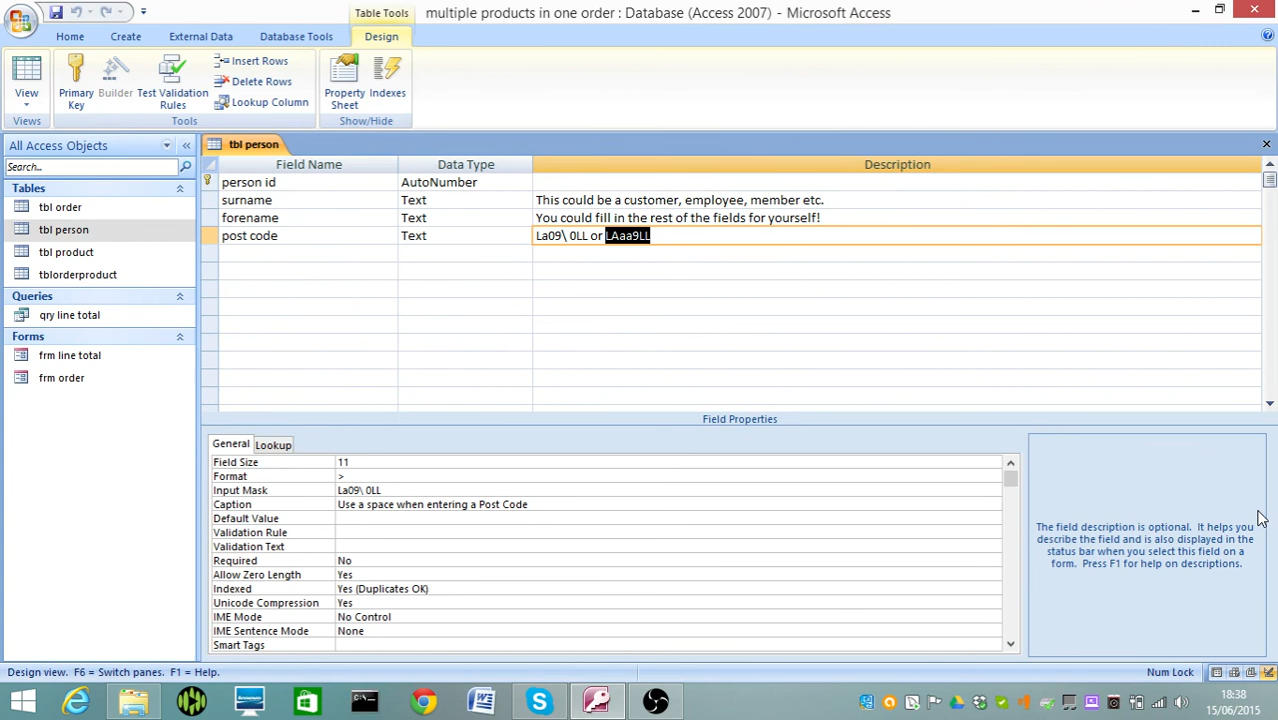 Table Tools
multiple products in one order : Database (Access 2007) - Microsoft Access
Home Create External Data Database Tools Design
View
Views
Primary Key
Builder
Test Validation Rules
Insert Rows
Delete Rows
Lookup Column
Tools
Property Sheet
Indexes
Show/Hide
All Access Objects
Search...
Tables
tbl order
tbl person
tbl product
tblorderproduct
Queries
qry line total
Forms
frm line total
frm order
tbl person
Field Name Data Type Description
person id AutoNumber
surname Text This could be a customer, employee, member etc.
forename Text You could fill in the rest of the fields for yourself!
post code Text La09\ 0LL or LAaa9LL
Field Properties
General Lookup
Field Size 11
Format >
Input Mask La09\ 0LL
Caption Use a space when entering a Post Code
Default Value
Validation Rule
Validation Text
Required No
Allow Zero Length Yes
Indexed Yes (Duplicates OK)
Unicode Compression Yes
IME Mode No Control
IME Sentence Mode None
Smart Tags
The field description is optional. It helps you
describe the field and is also displayed in the
status bar when you select this field on a
form. Press F1 for help on descriptions.
Design view. F6 = Switch panes. F1 = Help.
Num Lock
18:38
15/06/2015